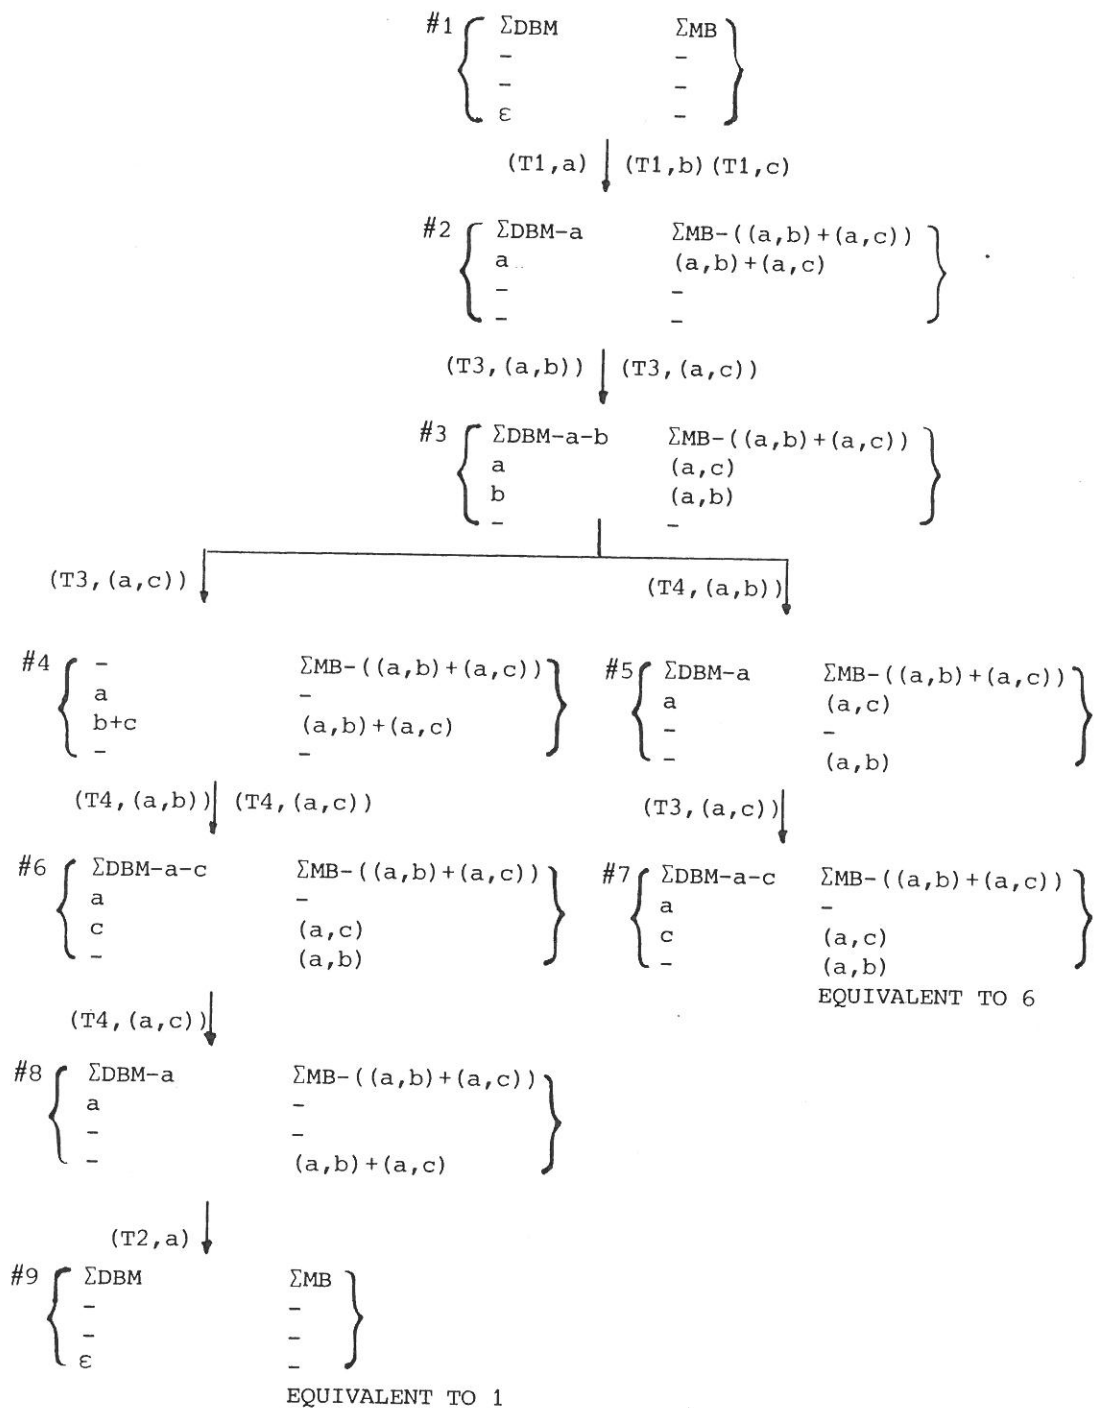 #1 ΣDBM ΣMB
- -
- -
ε -
(T1,a) (T1,b) (T1,c)
#2 ΣDBM-a ΣMB-((a,b)+(a,c))
a (a,b)+(a,c)
- -
- -
(T3,(a,b)) (T3,(a,c))
#3 ΣDBM-a-b ΣMB-((a,b)+(a,c))
a (a,c)
b (a,b)
- -
(T3,(a,c)) (T4,(a,b))
#4 - ΣMB-((a,b)+(a,c))
a -
b+c (a,b)+(a,c)
- -
#5 ΣDBM-a ΣMB-((a,b)+(a,c))
a (a,c)
- -
- (a,b)
(T4,(a,b)) (T4,(a,c))
(T3,(a,c))
#6 ΣDBM-a-c ΣMB-((a,b)+(a,c))
a -
c (a,c)
- (a,b)
#7 ΣDBM-a-c ΣMB-((a,b)+(a,c))
a -
c (a,c)
- (a,b)
EQUIVALENT TO 6
(T4,(a,c))
#8 ΣDBM-a ΣMB-((a,b)+(a,c))
a -
- -
- (a,b)+(a,c)
(T2,a)
#9 ΣDBM ΣMB
- -
- -
ε -
EQUIVALENT TO 1